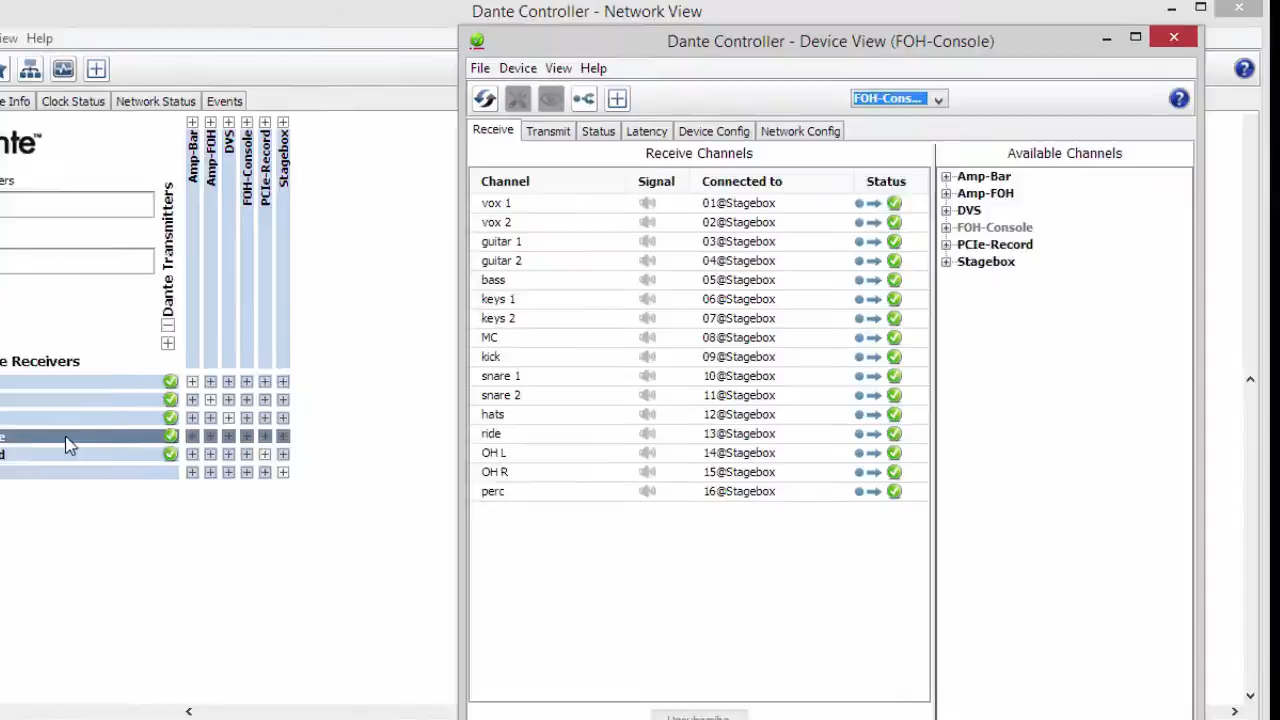 Dante Controller - Network View
Help
e Info
Clock Status
Network Status
Events
nte™
ers
Dante Transmitters
Amp-Bar
Amp-FOH
DVS
FOH-Console
PCIe-Record
Stagebox
e Receivers
e
d
Dante Controller - Device View (FOH-Console)
File Device View Help
FOH-Cons...
Receive Transmit Status Latency Device Config Network Config
Receive Channels
Channel Signal Connected to Status
vox 1 01@Stagebox
vox 2 02@Stagebox
guitar 1 03@Stagebox
guitar 2 04@Stagebox
bass 05@Stagebox
keys 1 06@Stagebox
keys 2 07@Stagebox
MC 08@Stagebox
kick 09@Stagebox
snare 1 10@Stagebox
snare 2 11@Stagebox
hats 12@Stagebox
ride 13@Stagebox
OH L 14@Stagebox
OH R 15@Stagebox
perc 16@Stagebox
Available Channels
Amp-Bar
Amp-FOH
DVS
FOH-Console
PCIe-Record
Stagebox